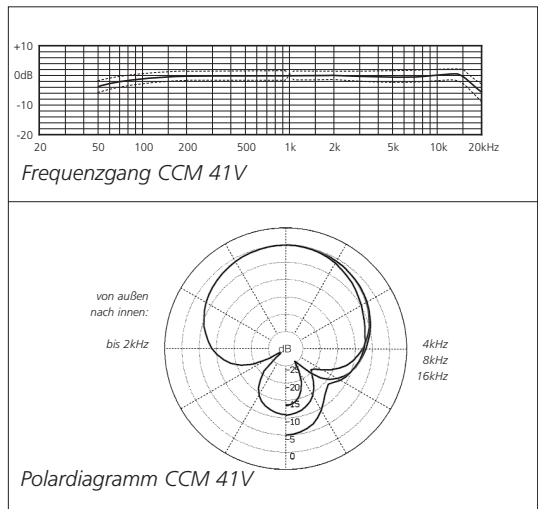 +10
0dB
-10
-20
20 50 100 200 500 1k 2k 5k 10k 20kHz
Frequenzgang CCM 41V
von außen
nach innen:
bis 2kHz
4kHz
8kHz
16kHz
dB
-25
-20
-15
-10
-5
0
Polardiagramm CCM 41V